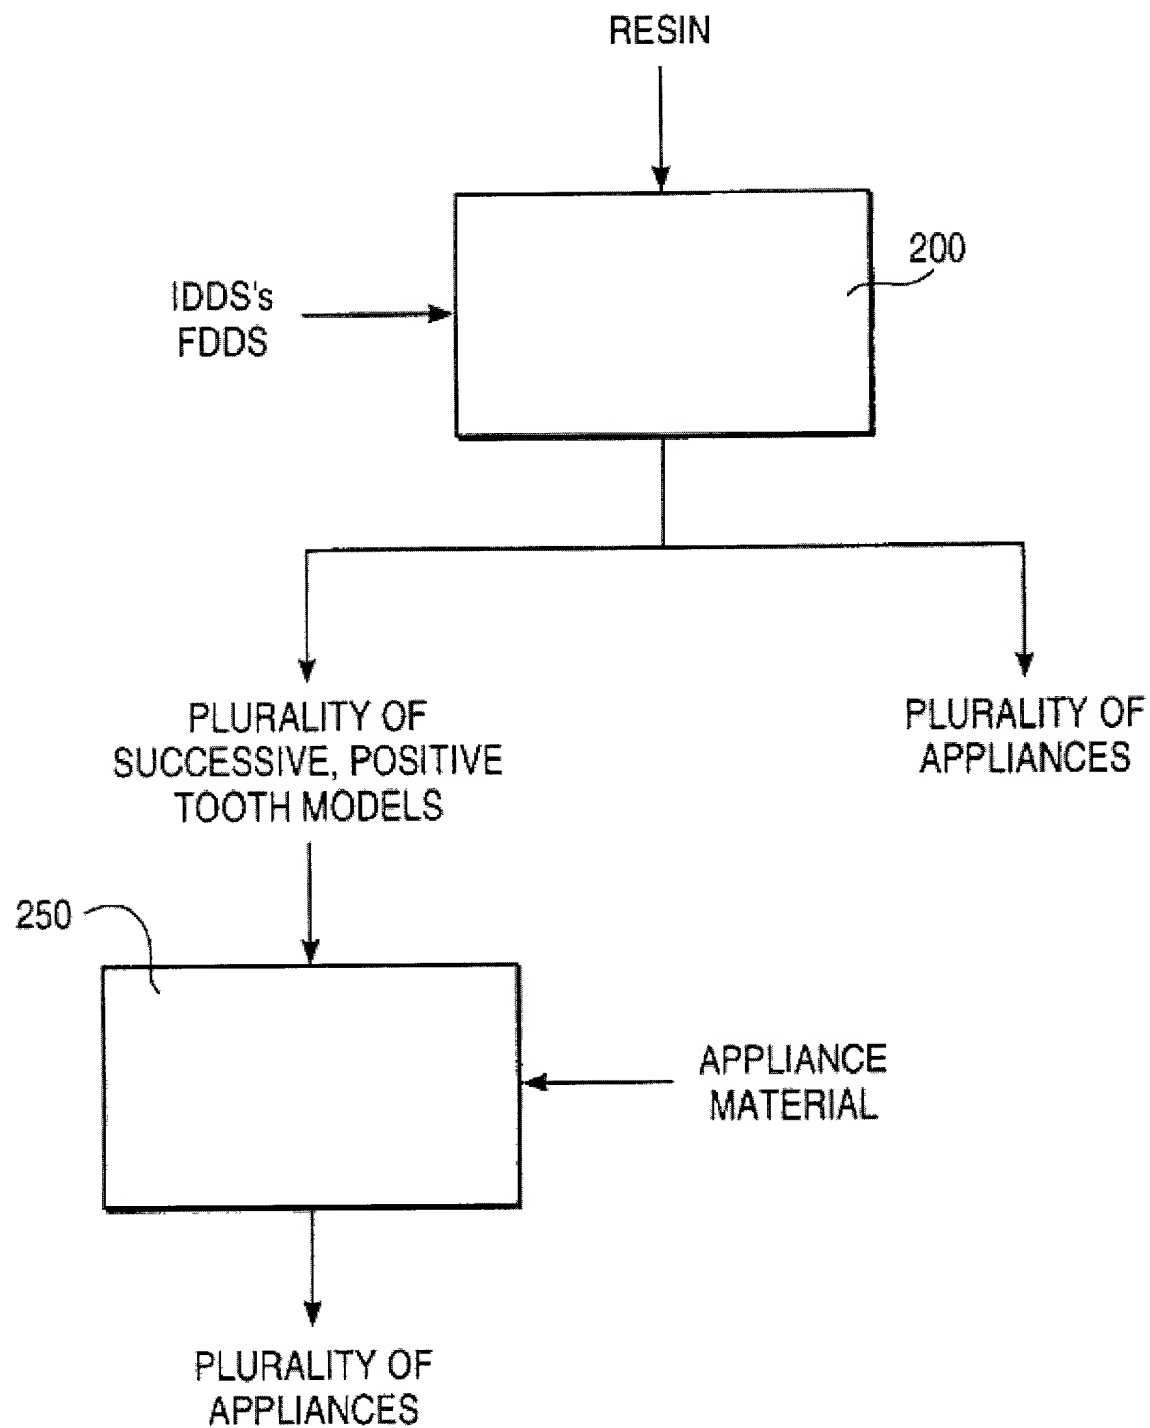 RESIN
200
IDDS's
FDDS
PLURALITY OF
SUCCESSIVE, POSITIVE
TOOTH MODELS
PLURALITY OF
APPLIANCES
250
APPLIANCE
MATERIAL
PLURALITY OF
APPLIANCES